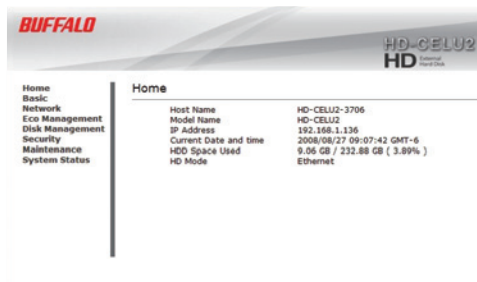 BUFFALO
HD-CELU2
HD External Hard Disk
Home
Basic
Network
Eco Management
Disk Management
Security
Maintenance
System Status
Home
Host Name HD-CELU2-3706
Model Name HD-CELU2
IP Address 192.168.1.136
Current Date and time 2008/08/27 09:07:42 GMT-6
HDD Space Used 9.06 GB / 232.88 GB ( 3.89% )
HD Mode Ethernet